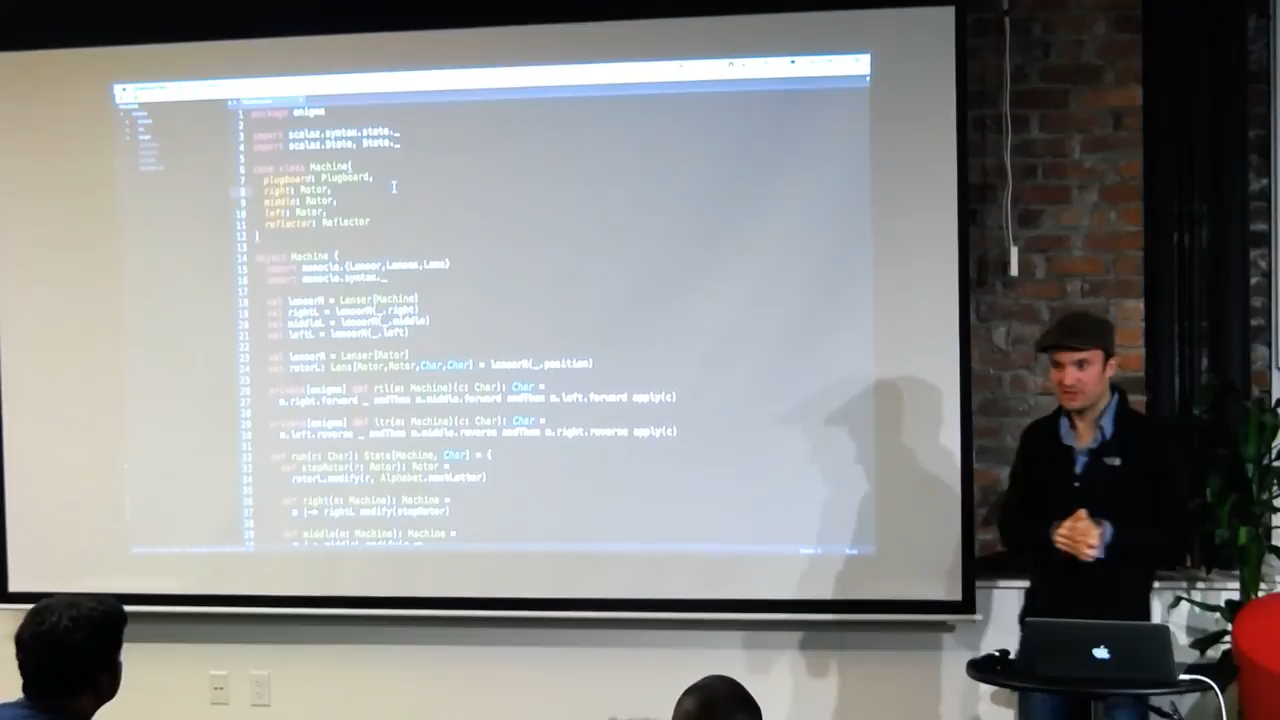 package enigma
import scalaz.syntax.state._
import scalaz.State, State._
case class Machine(
plugboard: Plugboard,
right: Rotor,
middle: Rotor,
left: Rotor,
reflector: Reflector
)
object Machine {
import monocle.{Lenser,Lenses,Lens}
import monocle.syntax._
val lenserM = Lenser[Machine]
val rightL = lenserM(_.right)
val middleL = lenserM(_.middle)
val leftL = lenserM(_.left)
val lenserR = Lenser[Rotor]
val rotorL: Lens[Rotor,Rotor,Char,Char] = lenserR(_.position)
private[enigma] def rtl(m: Machine)(c: Char): Char =
m.right.forward _ andThen m.middle.forward andThen m.left.forward apply(c)
private[enigma] def ltr(m: Machine)(c: Char): Char =
m.left.reverse _ andThen m.middle.reverse andThen m.right.reverse apply(c)
def run(c: Char): State[Machine, Char] = {
def stepRotor(r: Rotor): Rotor =
rotorL.modify(r, Alphabet.nextLetter)
def right(m: Machine): Machine =
m |-> rightL modify(stepRotor)
def middle(m: Machine): Machine =